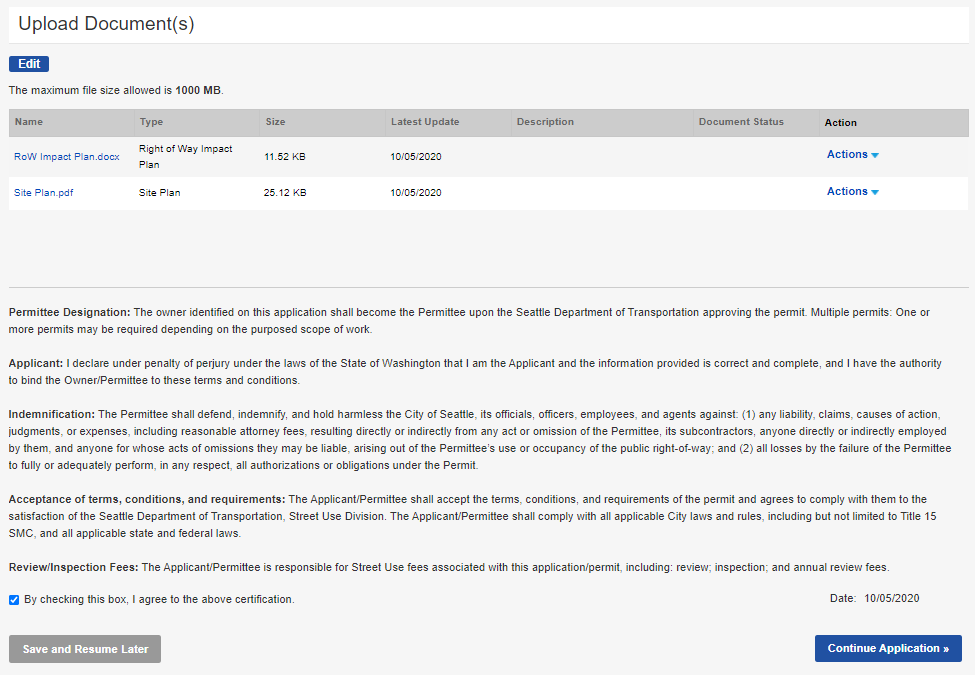 Upload Document(s)
Edit
The maximum file size allowed is 1000 MB.
Name Type Size Latest Update Description Document Status Action
RoW Impact Plan.docx Right of Way Impact Plan 11.52 KB 10/05/2020 Actions
Site Plan.pdf Site Plan 25.12 KB 10/05/2020 Actions
Permittee Designation: The owner identified on this application shall become the Permittee upon the Seattle Department of Transportation approving the permit. Multiple permits: One or
more permits may be required depending on the purposed scope of work.
Applicant: I declare under penalty of perjury under the laws of the State of Washington that I am the Applicant and the information provided is correct and complete, and I have the authority
to bind the Owner/Permittee to these terms and conditions.
Indemnification: The Permittee shall defend, indemnify, and hold harmless the City of Seattle, its officials, officers, employees, and agents against: (1) any liability, claims, causes of action,
judgments, or expenses, including reasonable attorney fees, resulting directly or indirectly from any act or omission of the Permittee, its subcontractors, anyone directly or indirectly employed
by them, and anyone for whose acts of omissions they may be liable, arising out of the Permittee's use or occupancy of the public right-of-way; and (2) all losses by the failure of the Permittee
to fully or adequately perform, in any respect, all authorizations or obligations under the Permit.
Acceptance of terms, conditions, and requirements: The Applicant/Permittee shall accept the terms, conditions, and requirements of the permit and agrees to comply with them to the
satisfaction of the Seattle Department of Transportation, Street Use Division. The Applicant/Permittee shall comply with all applicable City laws and rules, including but not limited to Title 15
SMC, and all applicable state and federal laws.
Review/Inspection Fees: The Applicant/Permittee is responsible for Street Use fees associated with this application/permit, including: review; inspection; and annual review fees.
By checking this box, I agree to the above certification. Date: 10/05/2020
Save and Resume Later Continue Application »